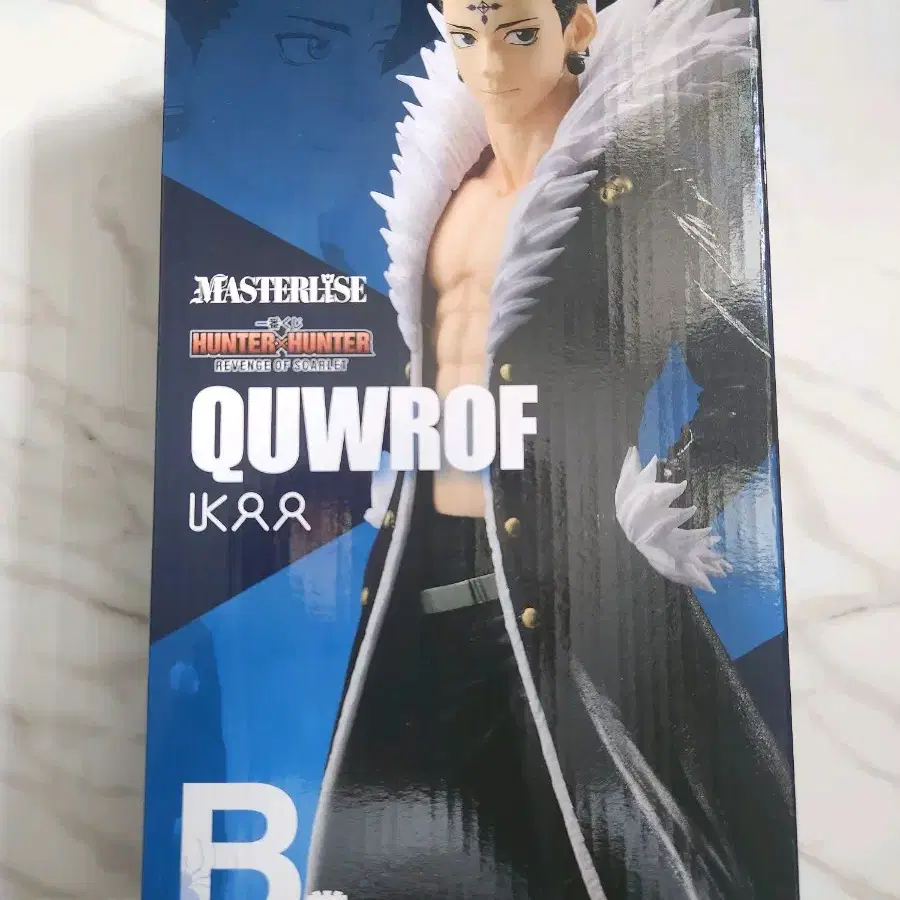 MASTERLISE
一番くじ
HUNTER×HUNTER
REVENGE OF SCARLET
QUWROF
B